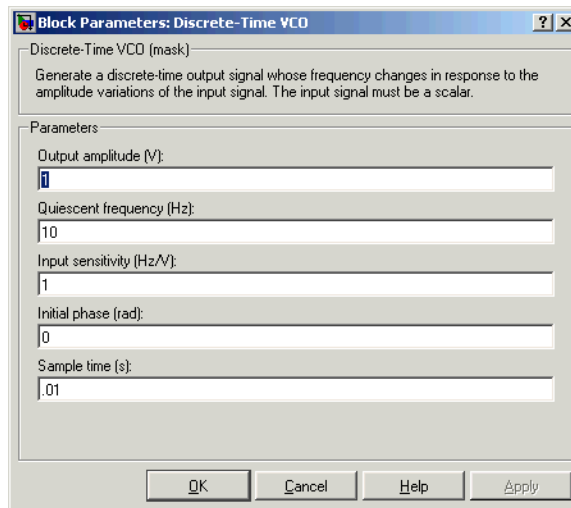 Block Parameters: Discrete-Time VCO
Discrete-Time VCO (mask)
Generate a discrete-time output signal whose frequency changes in response to the
amplitude variations of the input signal. The input signal must be a scalar.
Parameters
Output amplitude (V):
1
Quiescent frequency (Hz):
10
Input sensitivity (Hz/V):
1
Initial phase (rad):
0
Sample time (s):
.01
OK Cancel Help Apply